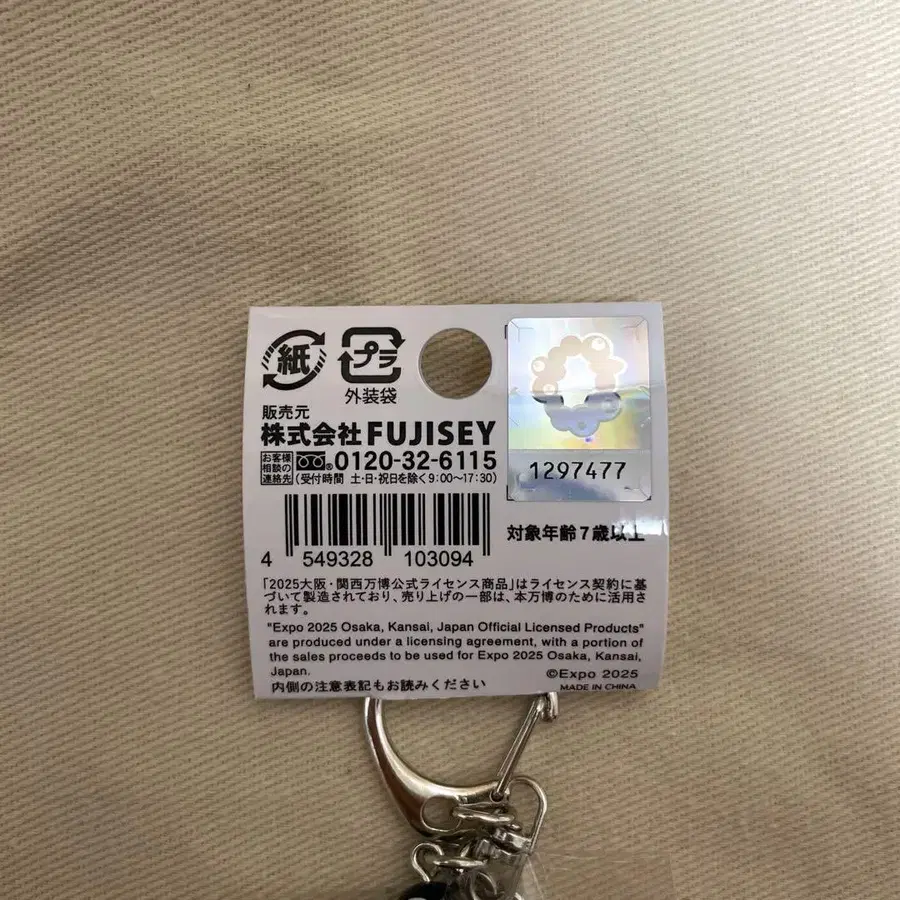 紙
プラ
外装袋
販売元
株式会社FUJISEY
お客様
相談の
連絡先
0120-32-6115
(受付時間 土・日・祝日を除く9:00〜17:30)
1297477
対象年齢7歳以上
4 549328 103094
「2025大阪・関西万博公式ライセンス商品」はライセンス契約に基
づいて製造されており、売り上げの一部は、本万博のために活用さ
れます。
"Expo 2025 Osaka, Kansai, Japan Official Licensed Products"
are produced under a licensing agreement, with a portion of
the sales proceeds to be used for Expo 2025 Osaka, Kansai,
Japan.
©Expo 2025
内側の注意表記もお読みください
MADE IN CHINA